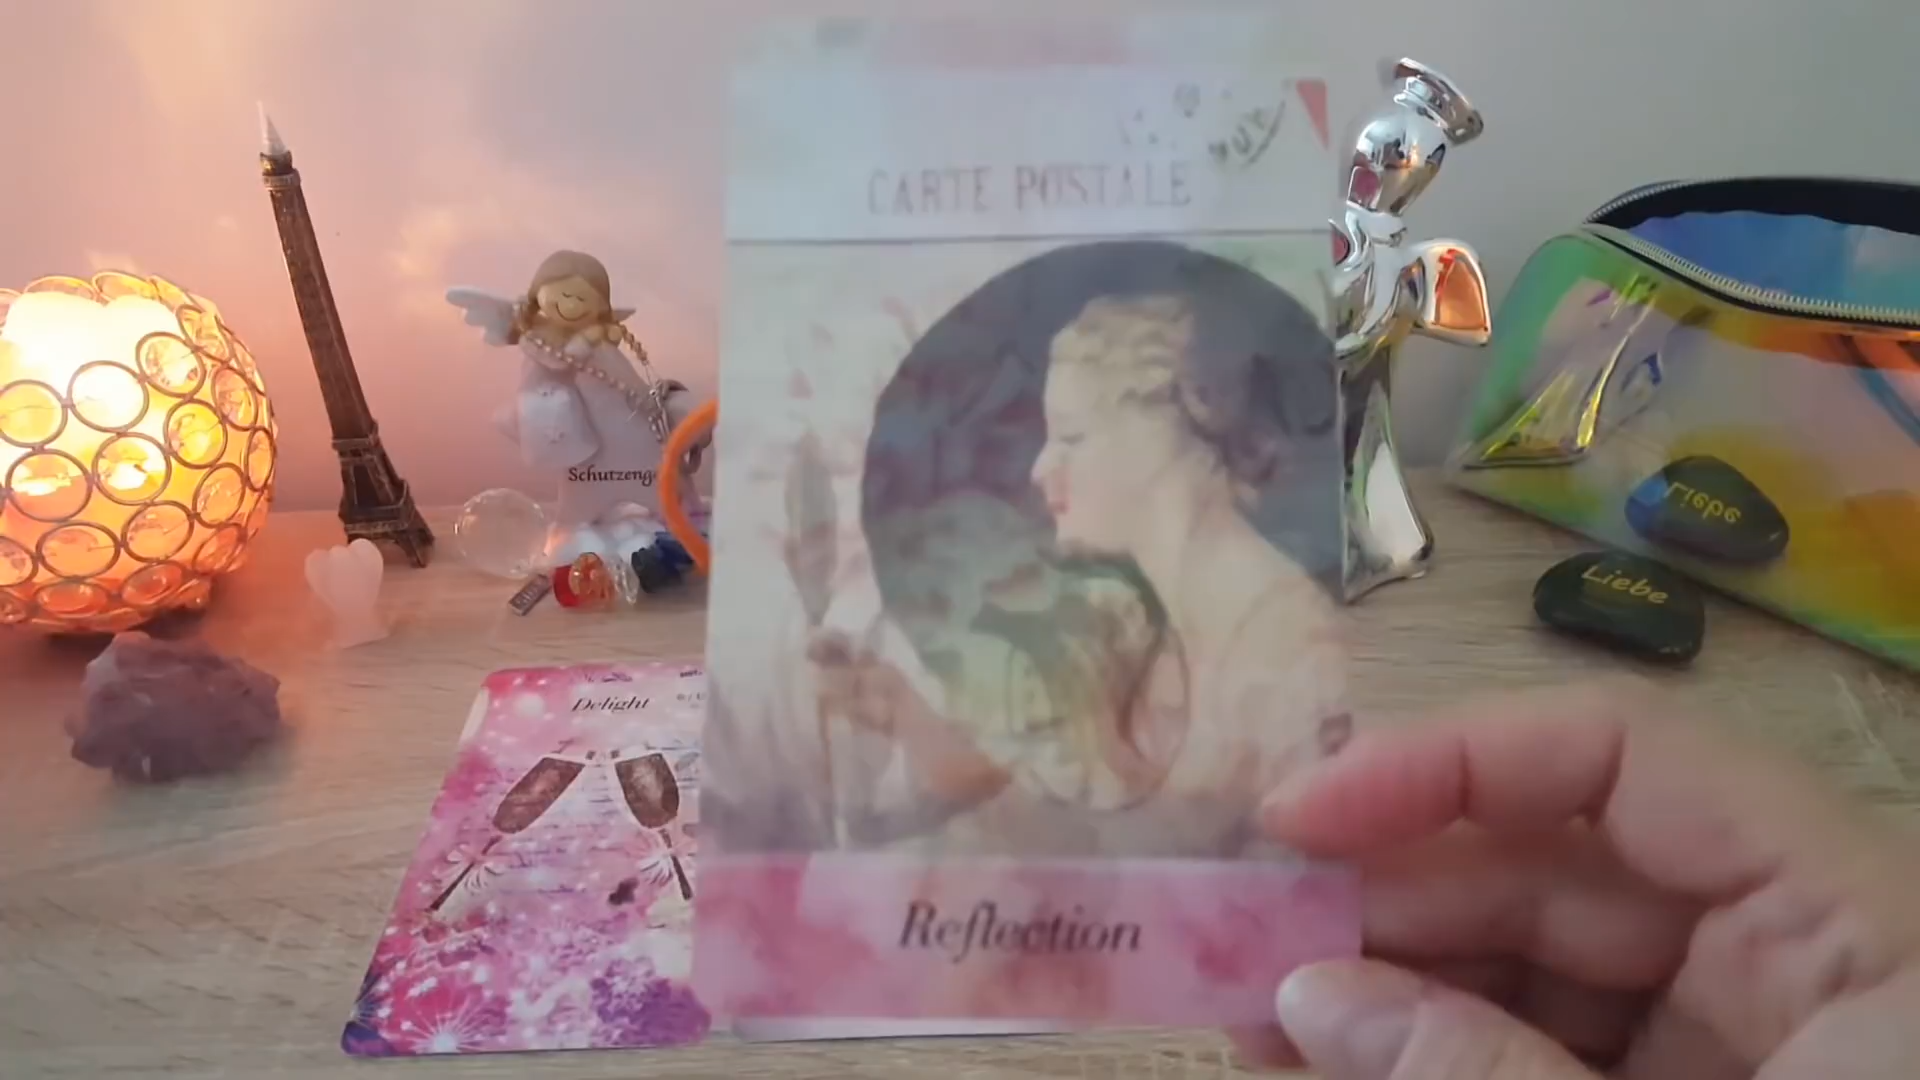 CARTE POSTALE
Schutzeng
Liebe
Liebe
Delight
Reflection